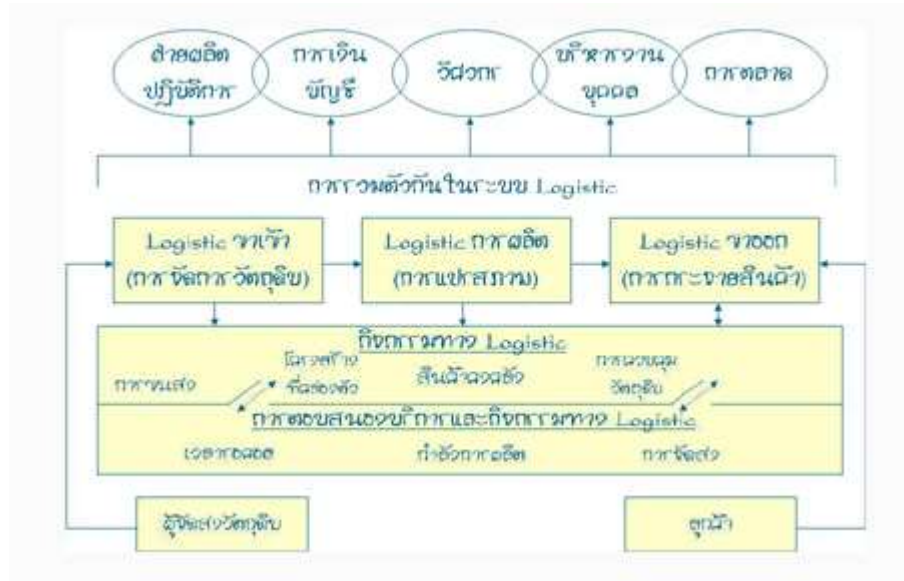 ฝ่ายผลิต
ปฏิบัติการ
การเงิน
บัญชี
วิศวกร
บริหารงาน
บุคคล
การตลาด
การรวมตัวกันในระบบ Logistic
Logistic ขาเข้า
(การจัดการวัตถุดิบ)
Logistic การผลิต
(การแปรสภาพ)
Logistic ขาออก
(การกระจายสินค้า)
กิจกรรมทาง Logistic
การขนส่ง
โครงสร้าง
ที่คล่องตัว
สินค้าคงคลัง
การควบคุม
วัตถุดิบ
การตอบสนองบริการและกิจกรรมทาง Logistic
กำลังการผลิต
การจัดส่ง
ผู้จัดส่งวัตถุดิบ
ลูกค้า